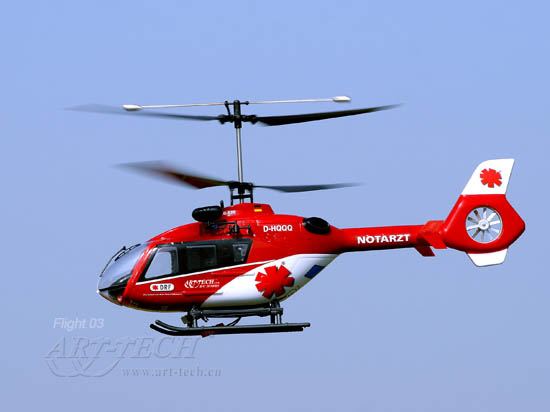 D-HQQQ
NOTARZT
ART-TECH
DRF
Flight 03
ART-TECH
www.art-tech.cn